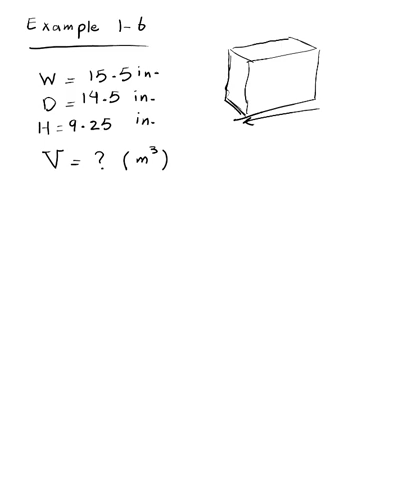 Example 1-6
W = 15.5 in.
D = 14.5 in.
H = 9.25 in.
V = ? (m³)